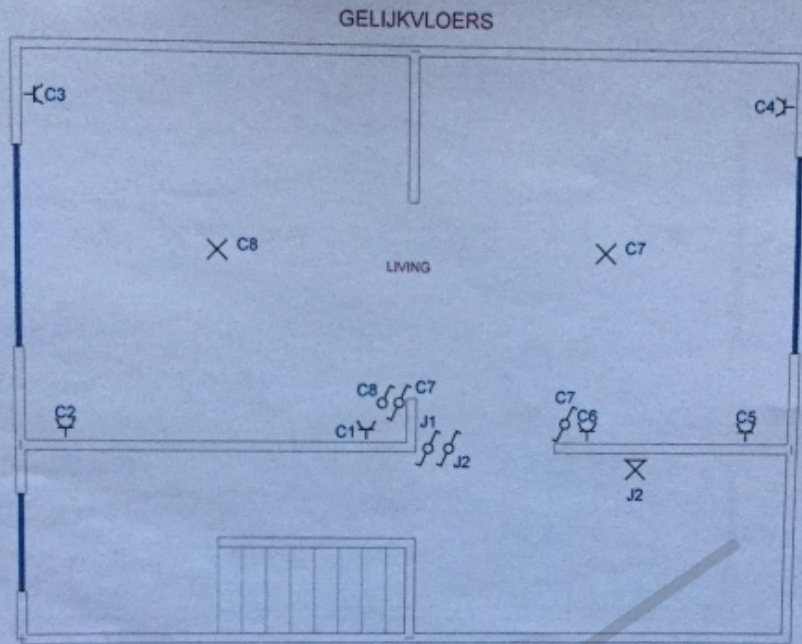 GELIJKVLOERS
C3
C4
C8
C7
LIVING
C8 C7
C7
C2
C1
J1
C6
C5
J2
J2